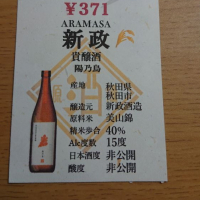 ¥371
ARAMASA
新政
貴醸酒
陽乃鳥
産地 秋田県
秋田市
醸造元 新政酒造
原料米 美山錦
精米歩合 40%
Alc度数 15度
日本酒度 非公開
酸度 非公開